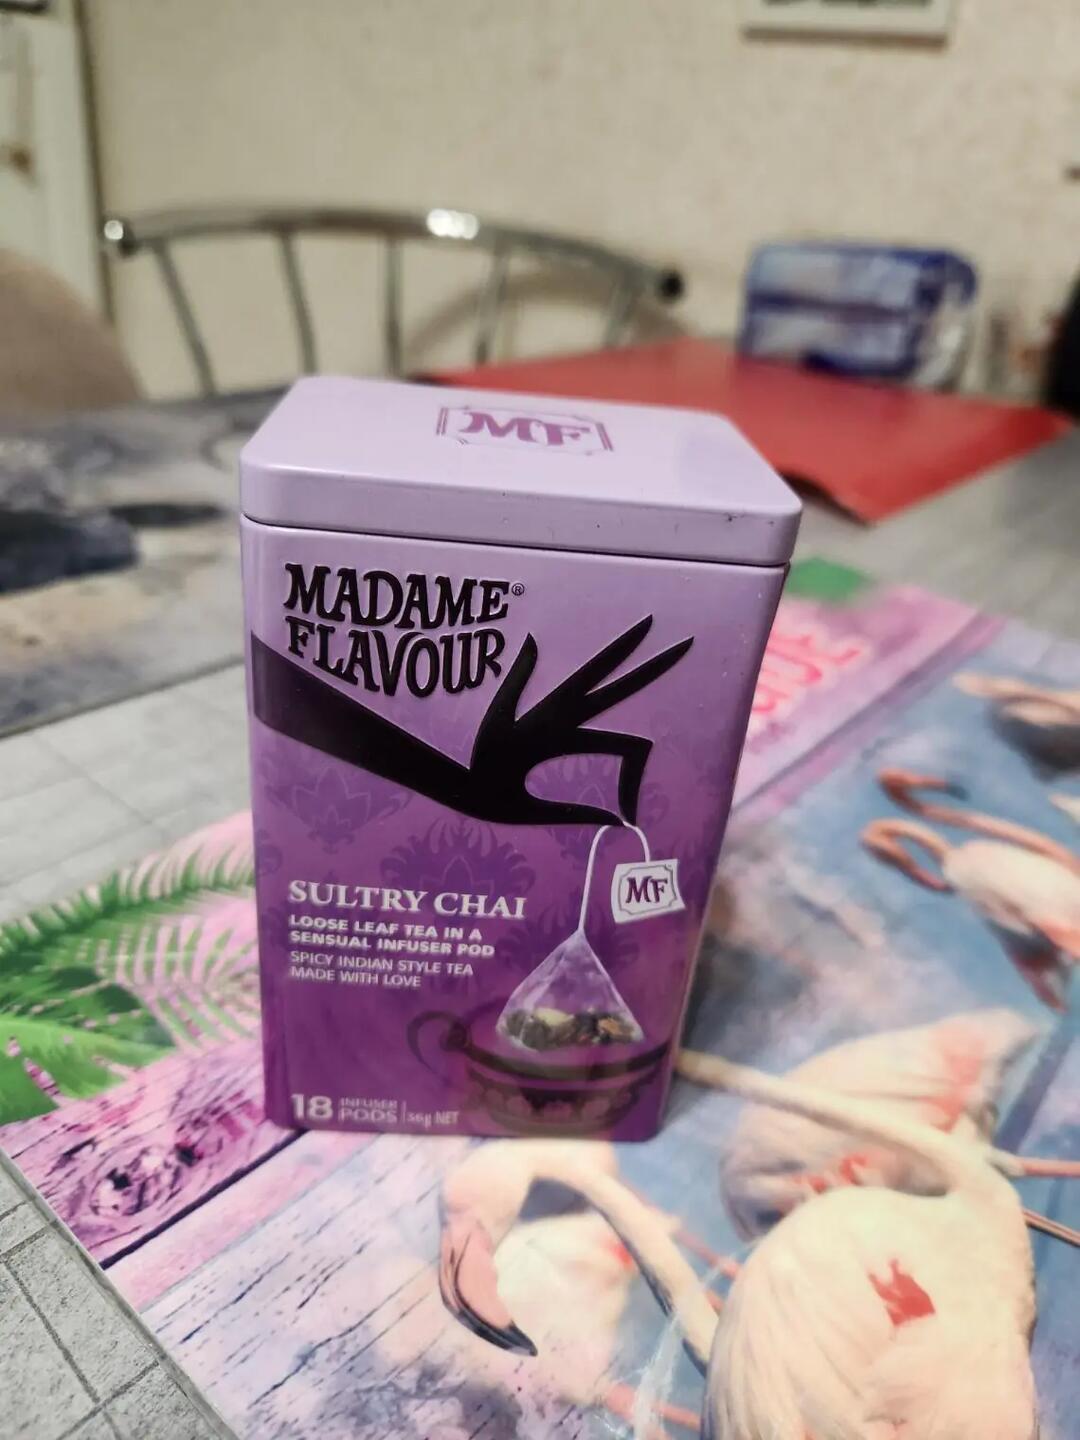 MF
MADAME®
FLAVOUR
MF
SULTRY CHAI
LOOSE LEAF TEA IN A
SENSUAL INFUSER POD
SPICY INDIAN STYLE TEA
MADE WITH LOVE
18 INFUSER
PODS 36g NET